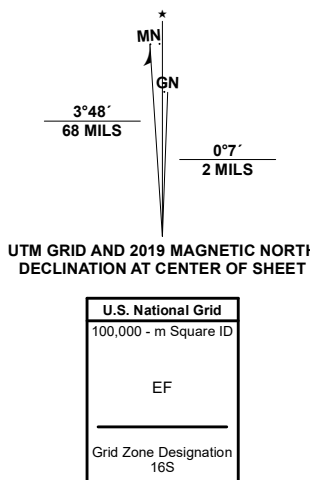 ★
MN
GN
3°48´
68 MILS
0°7´
2 MILS
UTM GRID AND 2019 MAGNETIC NORTH
DECLINATION AT CENTER OF SHEET
U.S. National Grid
100,000 - m Square ID
EF
Grid Zone Designation
16S